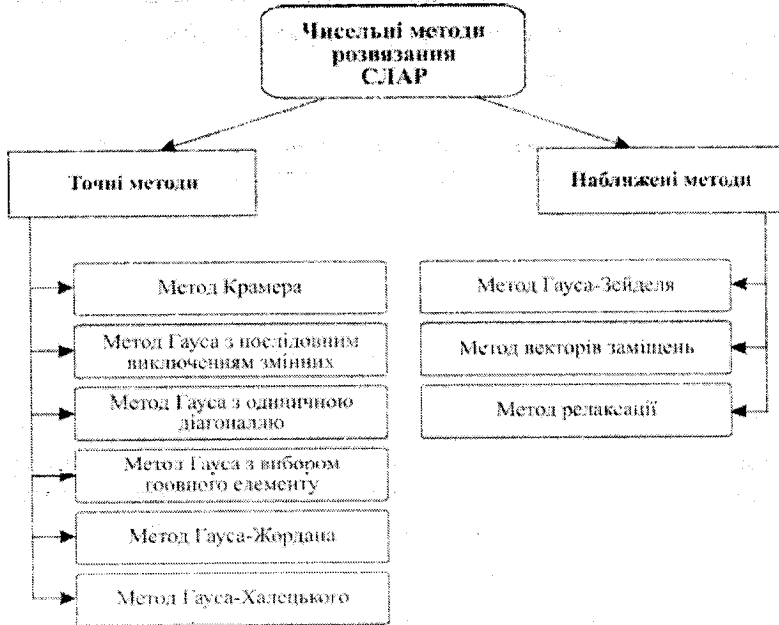 Чисельні методи
розвязання
СЛАР
Точні методи
Наближені методи
Метод Крамера
Метод Гауса з послідовним
виключенням змінних
Метод Гауса з одиничною
діагоналлю
Метод Гауса з вибором
гоовного елементу
Метод Гауса-Жордана
Метод Гауса-Халецького
Метод Гауса-Зейделя
Метод векторів заміщень
Метод релаксації